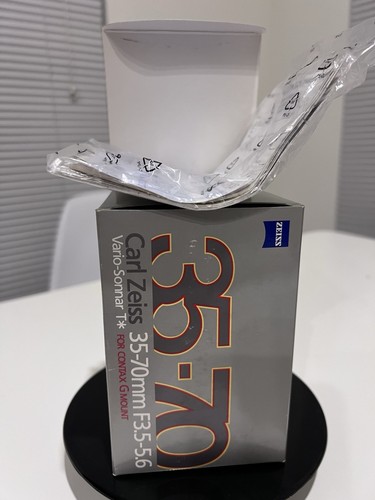 ZEISS
35-70
Carl Zeiss 35-70mm F3.5-5.6
Vario-Sonnar T* FOR CONTAX G MOUNT